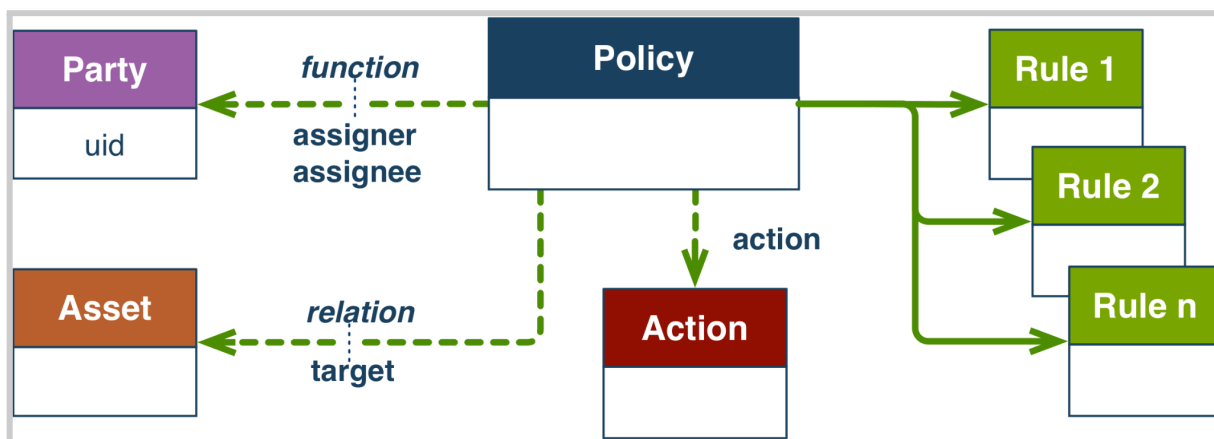 Party
uid
function
assigner
assignee
Policy
Rule 1
Rule 2
Rule n
action
Action
Asset
relation
target